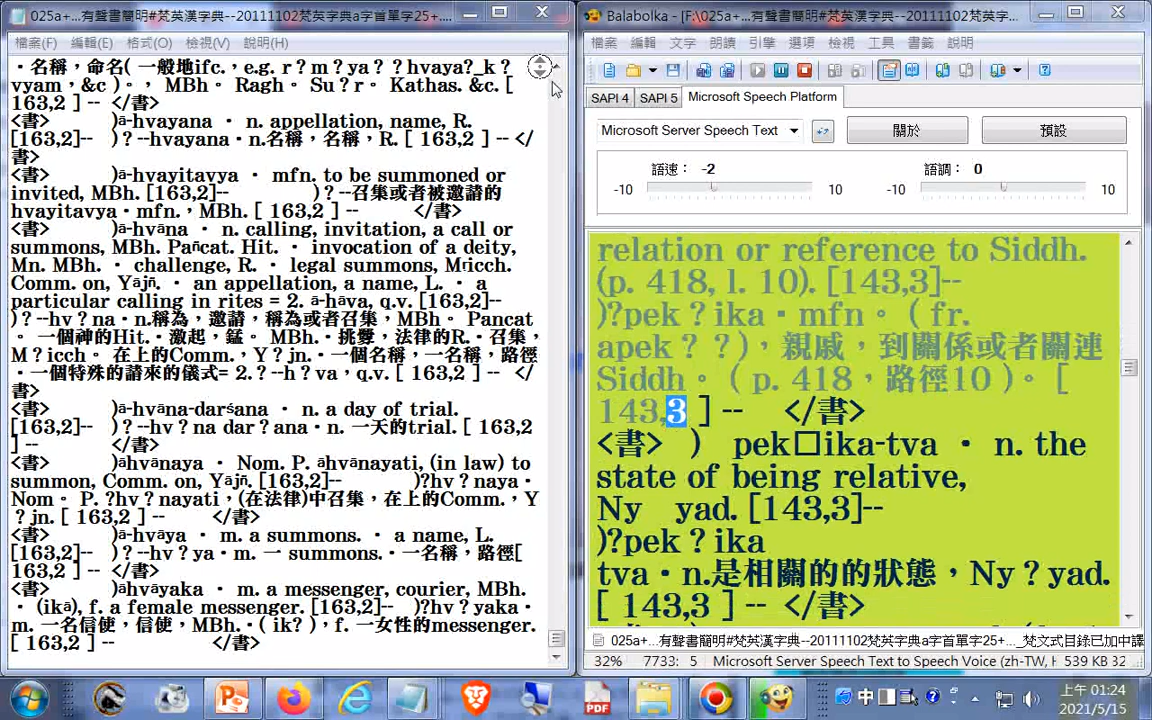 025a+...有聲書簡明#梵英漢字典--20111102梵英字典a字首單字25+...
檔案(F) 編輯(E) 格式(O) 檢視(V) 說明(H)
‧名稱，命名( 一般地ifc.，e.g. r？m？ya？？hvaya?_k？
vyam，&c )。，MBh。Ragh。Su？r。Kathas. &c. [
163,2 ] -- </書>
<書> )ā-hvayana ‧ n. appellation, name, R.
[163,2]-- )？--hvayana‧n.名稱，名稱，R. [ 163,2 ] -- </
書>
<書> )ā-hvayitavya ‧ mfn. to be summoned or
invited, MBh. [163,2]-- )？--召集或者被邀請的
hvayitavya‧mfn.，MBh. [ 163,2 ] -- </書>
<書> )ā-hvāna ‧ n. calling, invitation, a call or
summons, MBh. Pañcat. Hit. ‧ invocation of a deity,
Mn. MBh. ‧ challenge, R. ‧ legal summons, Mṛicch.
Comm. on, Yājñ. ‧ an appellation, a name, L. ‧ a
particular calling in rites = 2. ā-hāva, q.v. [163,2]--
)？--hv？na‧n.稱為，邀請，稱為或者召集，MBh。Pancat
。一個神的Hit.‧激起，錳。MBh.‧挑釁，法律的R.‧召集，
M？icch。在上的Comm.，Y？jn.‧一個名稱，一名稱，路徑
‧一個特殊的請來的儀式= 2.？--h？va，q.v. [ 163,2 ] -- </
書>
<書> )ā-hvāna-darśana ‧ n. a day of trial.
[163,2]-- )？--hv？na dar？ana‧n. 一天的trial. [ 163,2
] -- </書>
<書> )āhvānaya ‧ Nom. P. āhvānayati, (in law) to
summon, Comm. on, Yājñ. [163,2]-- )?hv？naya‧
Nom。P. ?hv？nayati，(在法律)中召集，在上的Comm.，Y
？jn. [ 163,2 ] -- </書>
<書> )ā-hvāya ‧ m. a summons. ‧ a name, L.
[163,2]-- )？--hv？ya‧m. 一 summons.‧一名稱，路徑[
163,2 ] -- </書>
<書> )āhvāyaka ‧ m. a messenger, courier, MBh.
‧ (ikā), f. a female messenger. [163,2]-- )?hv？yaka‧
m. 一名信使，信使，MBh.‧( ik？)，f. 一女性的messenger.
[ 163,2 ] -- </書>
Balabolka - [F:\025a+...有聲書簡明#梵英漢字典--20111102梵英字...
檔案 編輯 文字 朗讀 引擎 選項 檢視 工具 書籤 說明
SAPI 4 SAPI 5 Microsoft Speech Platform
Microsoft Server Speech Text 關於 預設
語速： -2 語調： 0
-10 10 -10 10
relation or reference to Siddh.
(p. 418, l. 10). [143,3]--
)?pek？ika‧mfn。( fr.
apek？？)，親戚，到關係或者關連
Siddh。( p. 418，路徑10 )。[
143,3 ] -- </書>
<書> ) pek□ika-tva ‧ n. the
state of being relative,
Ny yad. [143,3]--
)?pek？ika
tva‧n.是相關的的狀態，Ny？yad.
[ 143,3 ] -- </書>
025a+...有聲書簡明#梵英漢字典--20111102梵英字典a字首單字25+..._梵文式目錄已加中譯
32% 7733: 5 Microsoft Server Speech Text to Speech Voice (zh-TW, H 539 KB 32
PDF
中
上午 01:24
2021/5/15